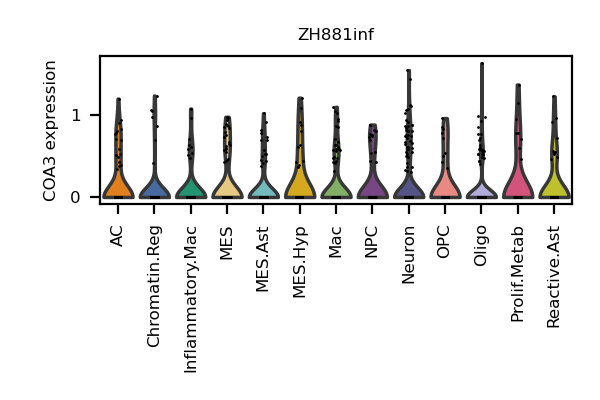 ZH881inf
COA3 expression
1
0
AC
Chromatin.Reg
Inflammatory.Mac
MES
MES.Ast
MES.Hyp
Mac
NPC
Neuron
OPC
Oligo
Prolif.Metab
Reactive.Ast